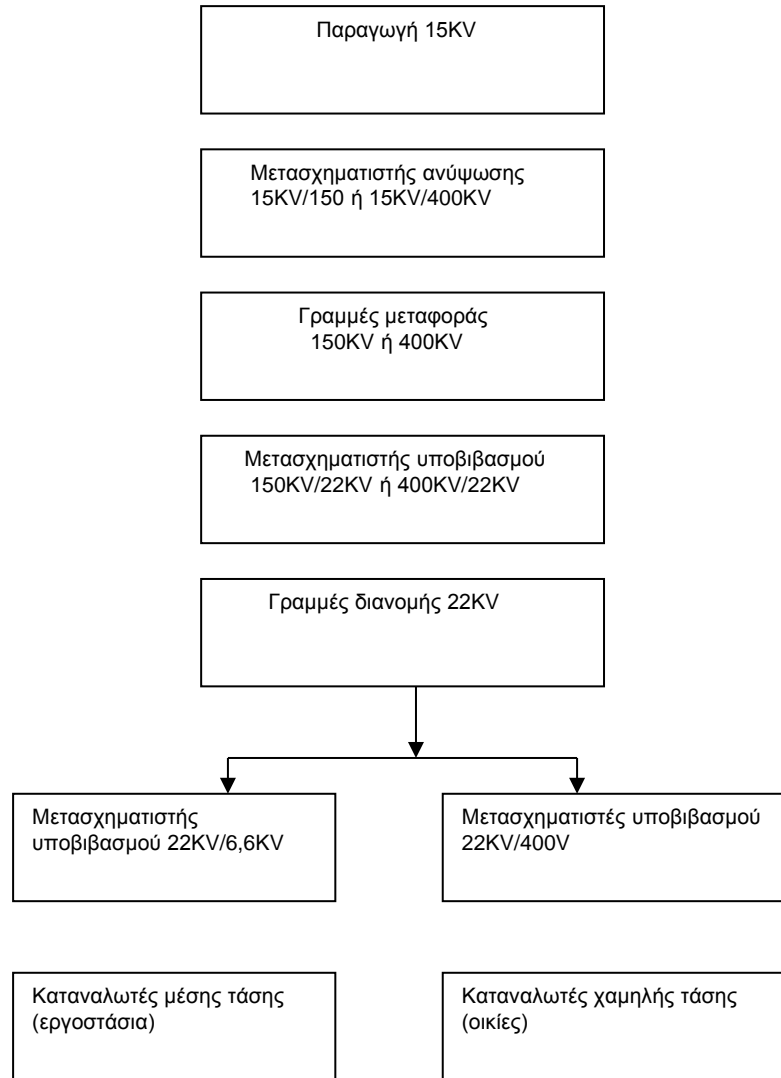 Παραγωγή 15KV
Μετασχηματιστής ανύψωσης
15KV/150 ή 15KV/400KV
Γραμμές μεταφοράς
150KV ή 400KV
Μετασχηματιστής υποβιβασμού
150KV/22KV ή 400KV/22KV
Γραμμές διανομής 22KV
Μετασχηματιστής
υποβιβασμού 22KV/6,6KV
Μετασχηματιστές υποβιβασμού
22KV/400V
Καταναλωτές μέσης τάσης
(εργοστάσια)
Καταναλωτές χαμηλής τάσης
(οικίες)